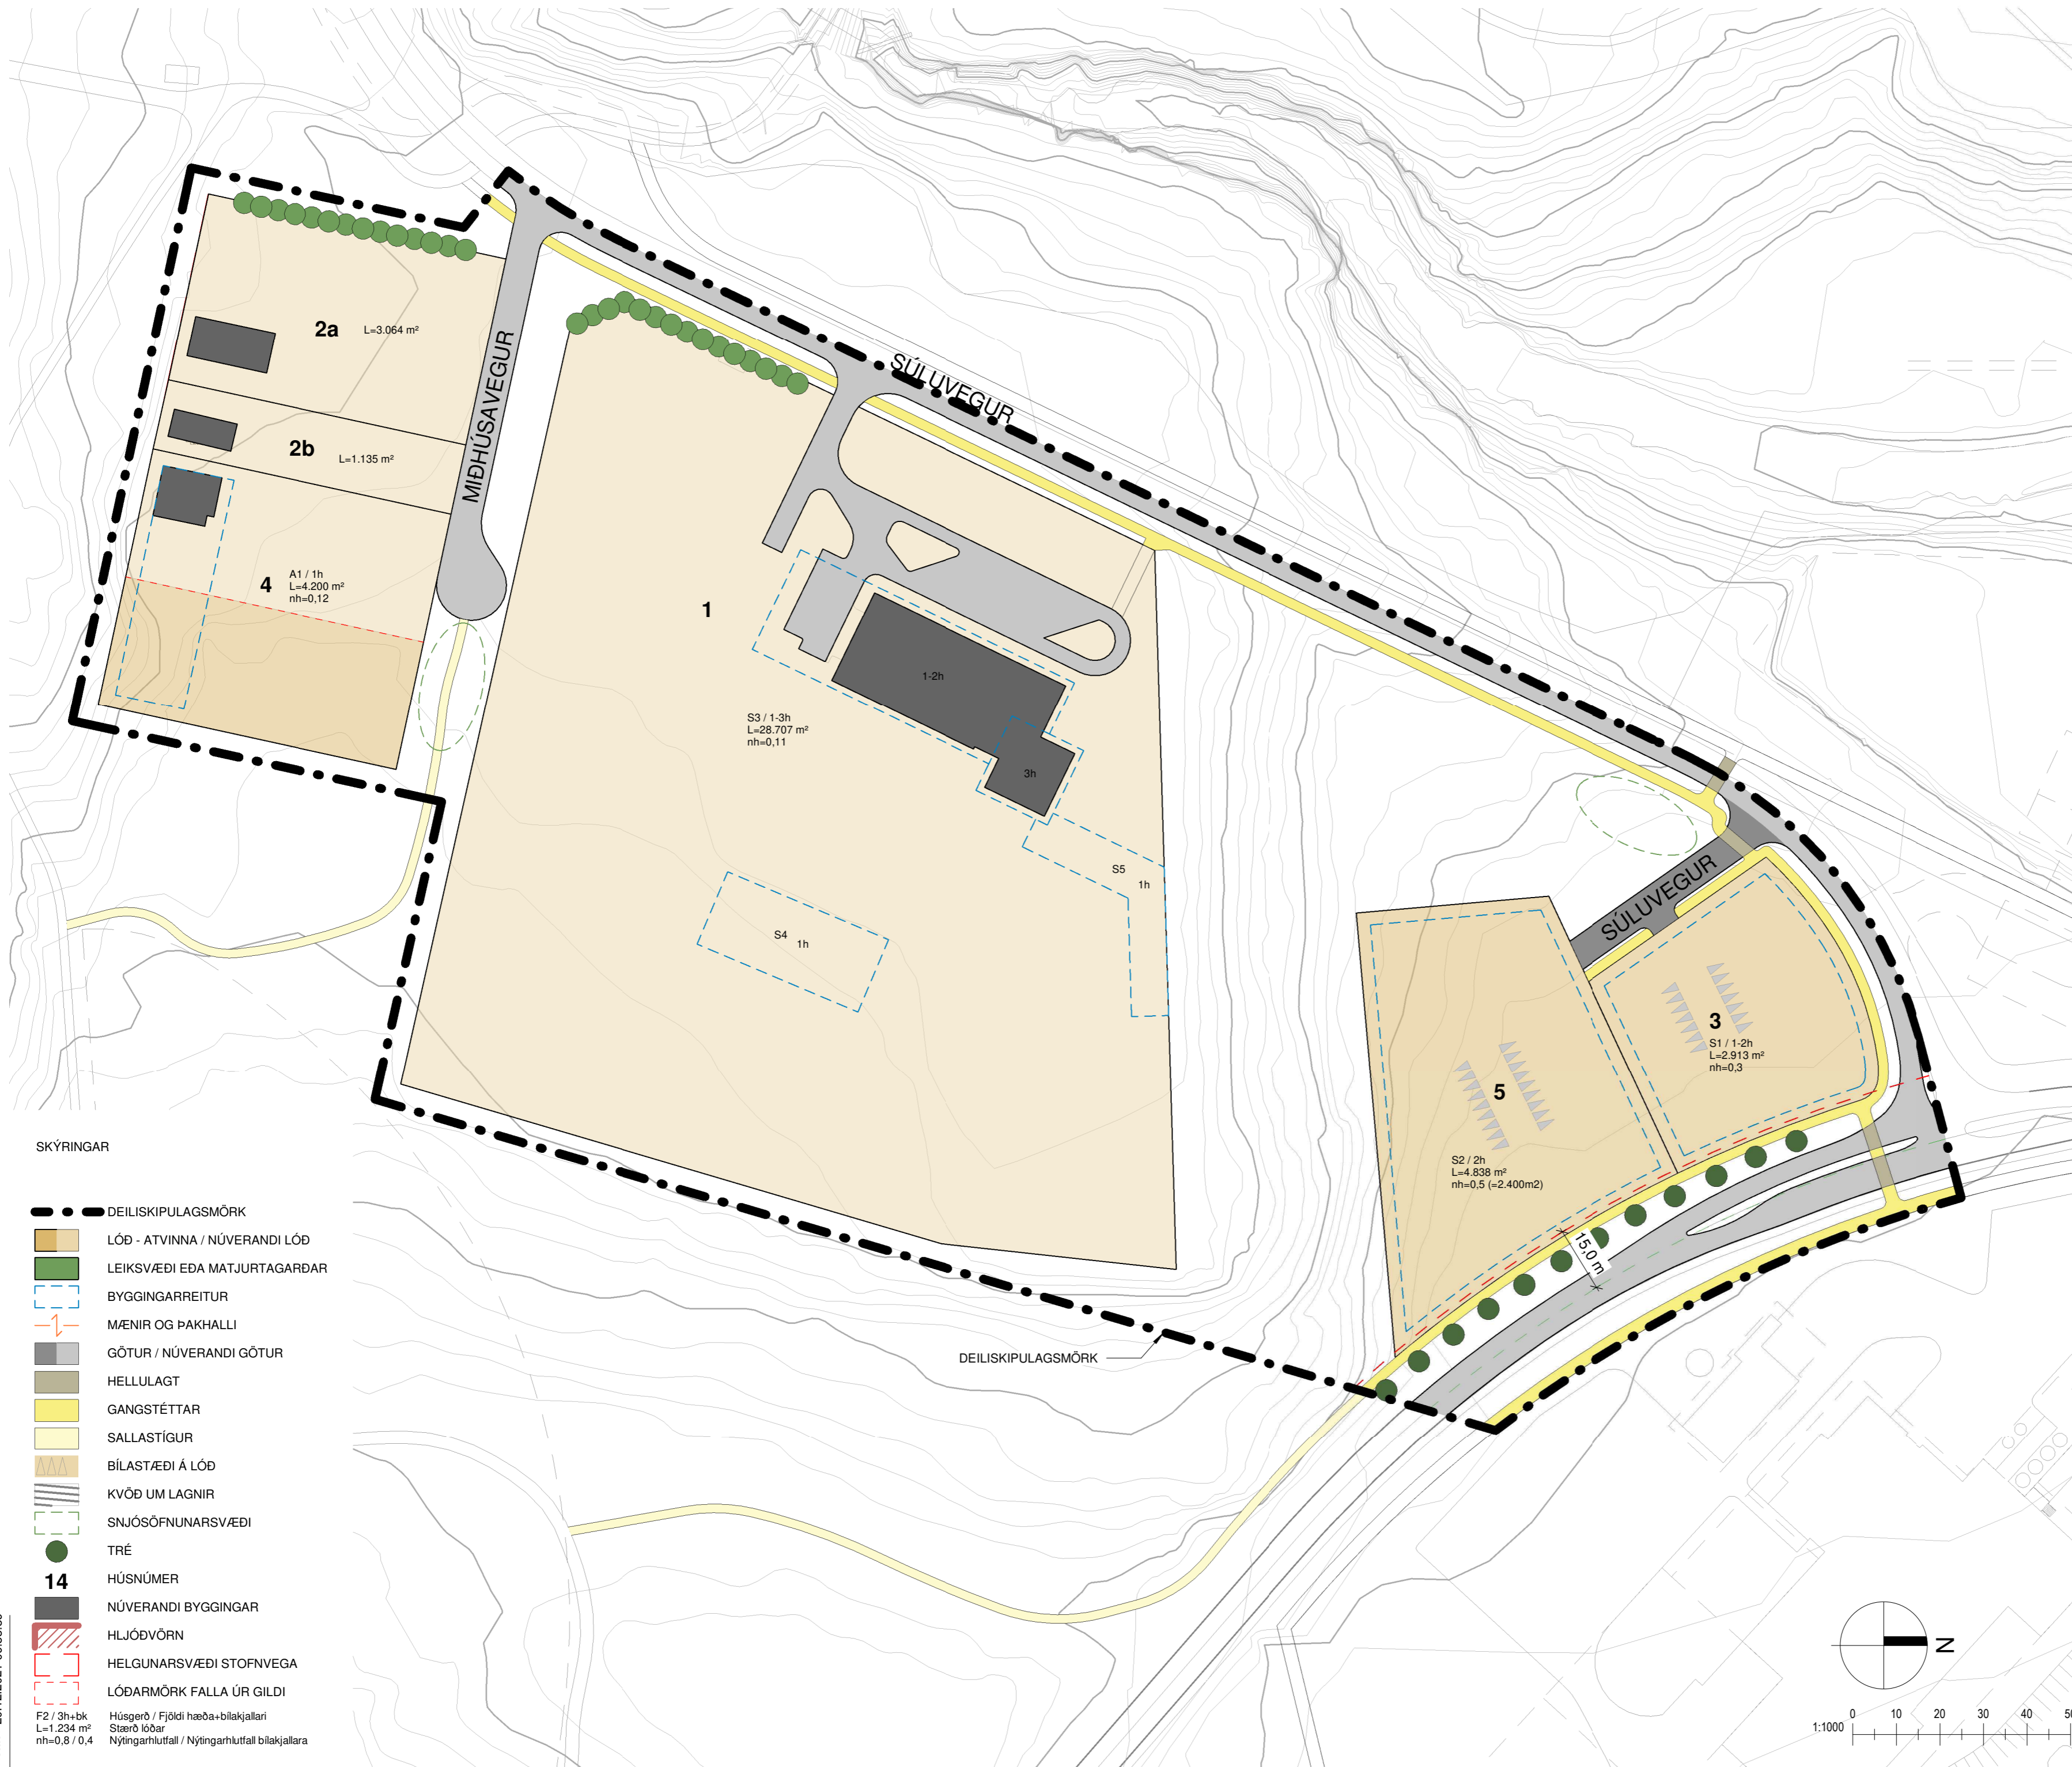 2a
L=3.064 m²
2b
L=1.135 m²
4
A1 / 1h
L=4.200 m²
nh=0,12
MIÐHÚSAVEGUR
SÚLUVEGUR
1
S3 / 1-3h
L=28.707 m²
nh=0,11
1-2h
3h
S5
1h
S4
1h
SÚLUVEGUR
3
S1 / 1-2h
L=2.913 m²
nh=0,3
5
S2 / 2h
L=4.838 m²
nh=0,5 (=2.400m2)
15,0 m
DEILISKIPULAGSMÖRK
SKÝRINGAR
DEILISKIPULAGSMÖRK
LÓÐ - ATVINNA / NÚVERANDI LÓÐ
LEIKSVÆÐI EÐA MATJURTAGARÐAR
BYGGINGARREITUR
MÆNIR OG ÞAKHALLI
GÖTUR / NÚVERANDI GÖTUR
HELLULAGT
GANGSTÉTTAR
SALLASTÍGUR
BÍLASTÆÐI Á LÓÐ
KVÖÐ UM LAGNIR
SNJÓSÖFNUNARSVÆÐI
TRÉ
14 HÚSNÚMER
NÚVERANDI BYGGINGAR
HLJÓÐVÖRN
HELGUNARSVÆÐI STOFNVEGA
LÓÐARMÖRK FALLA ÚR GILDI
F2 / 3h+bk Húsgerð / Fjöldi hæða+bílakjallari
L=1.234 m² Stærð lóðar
nh=0,8 / 0,4 Nýtingarhlutfall / Nýtingarhlutfall bílakjallara
N
1:1000 0 10 20 30 40